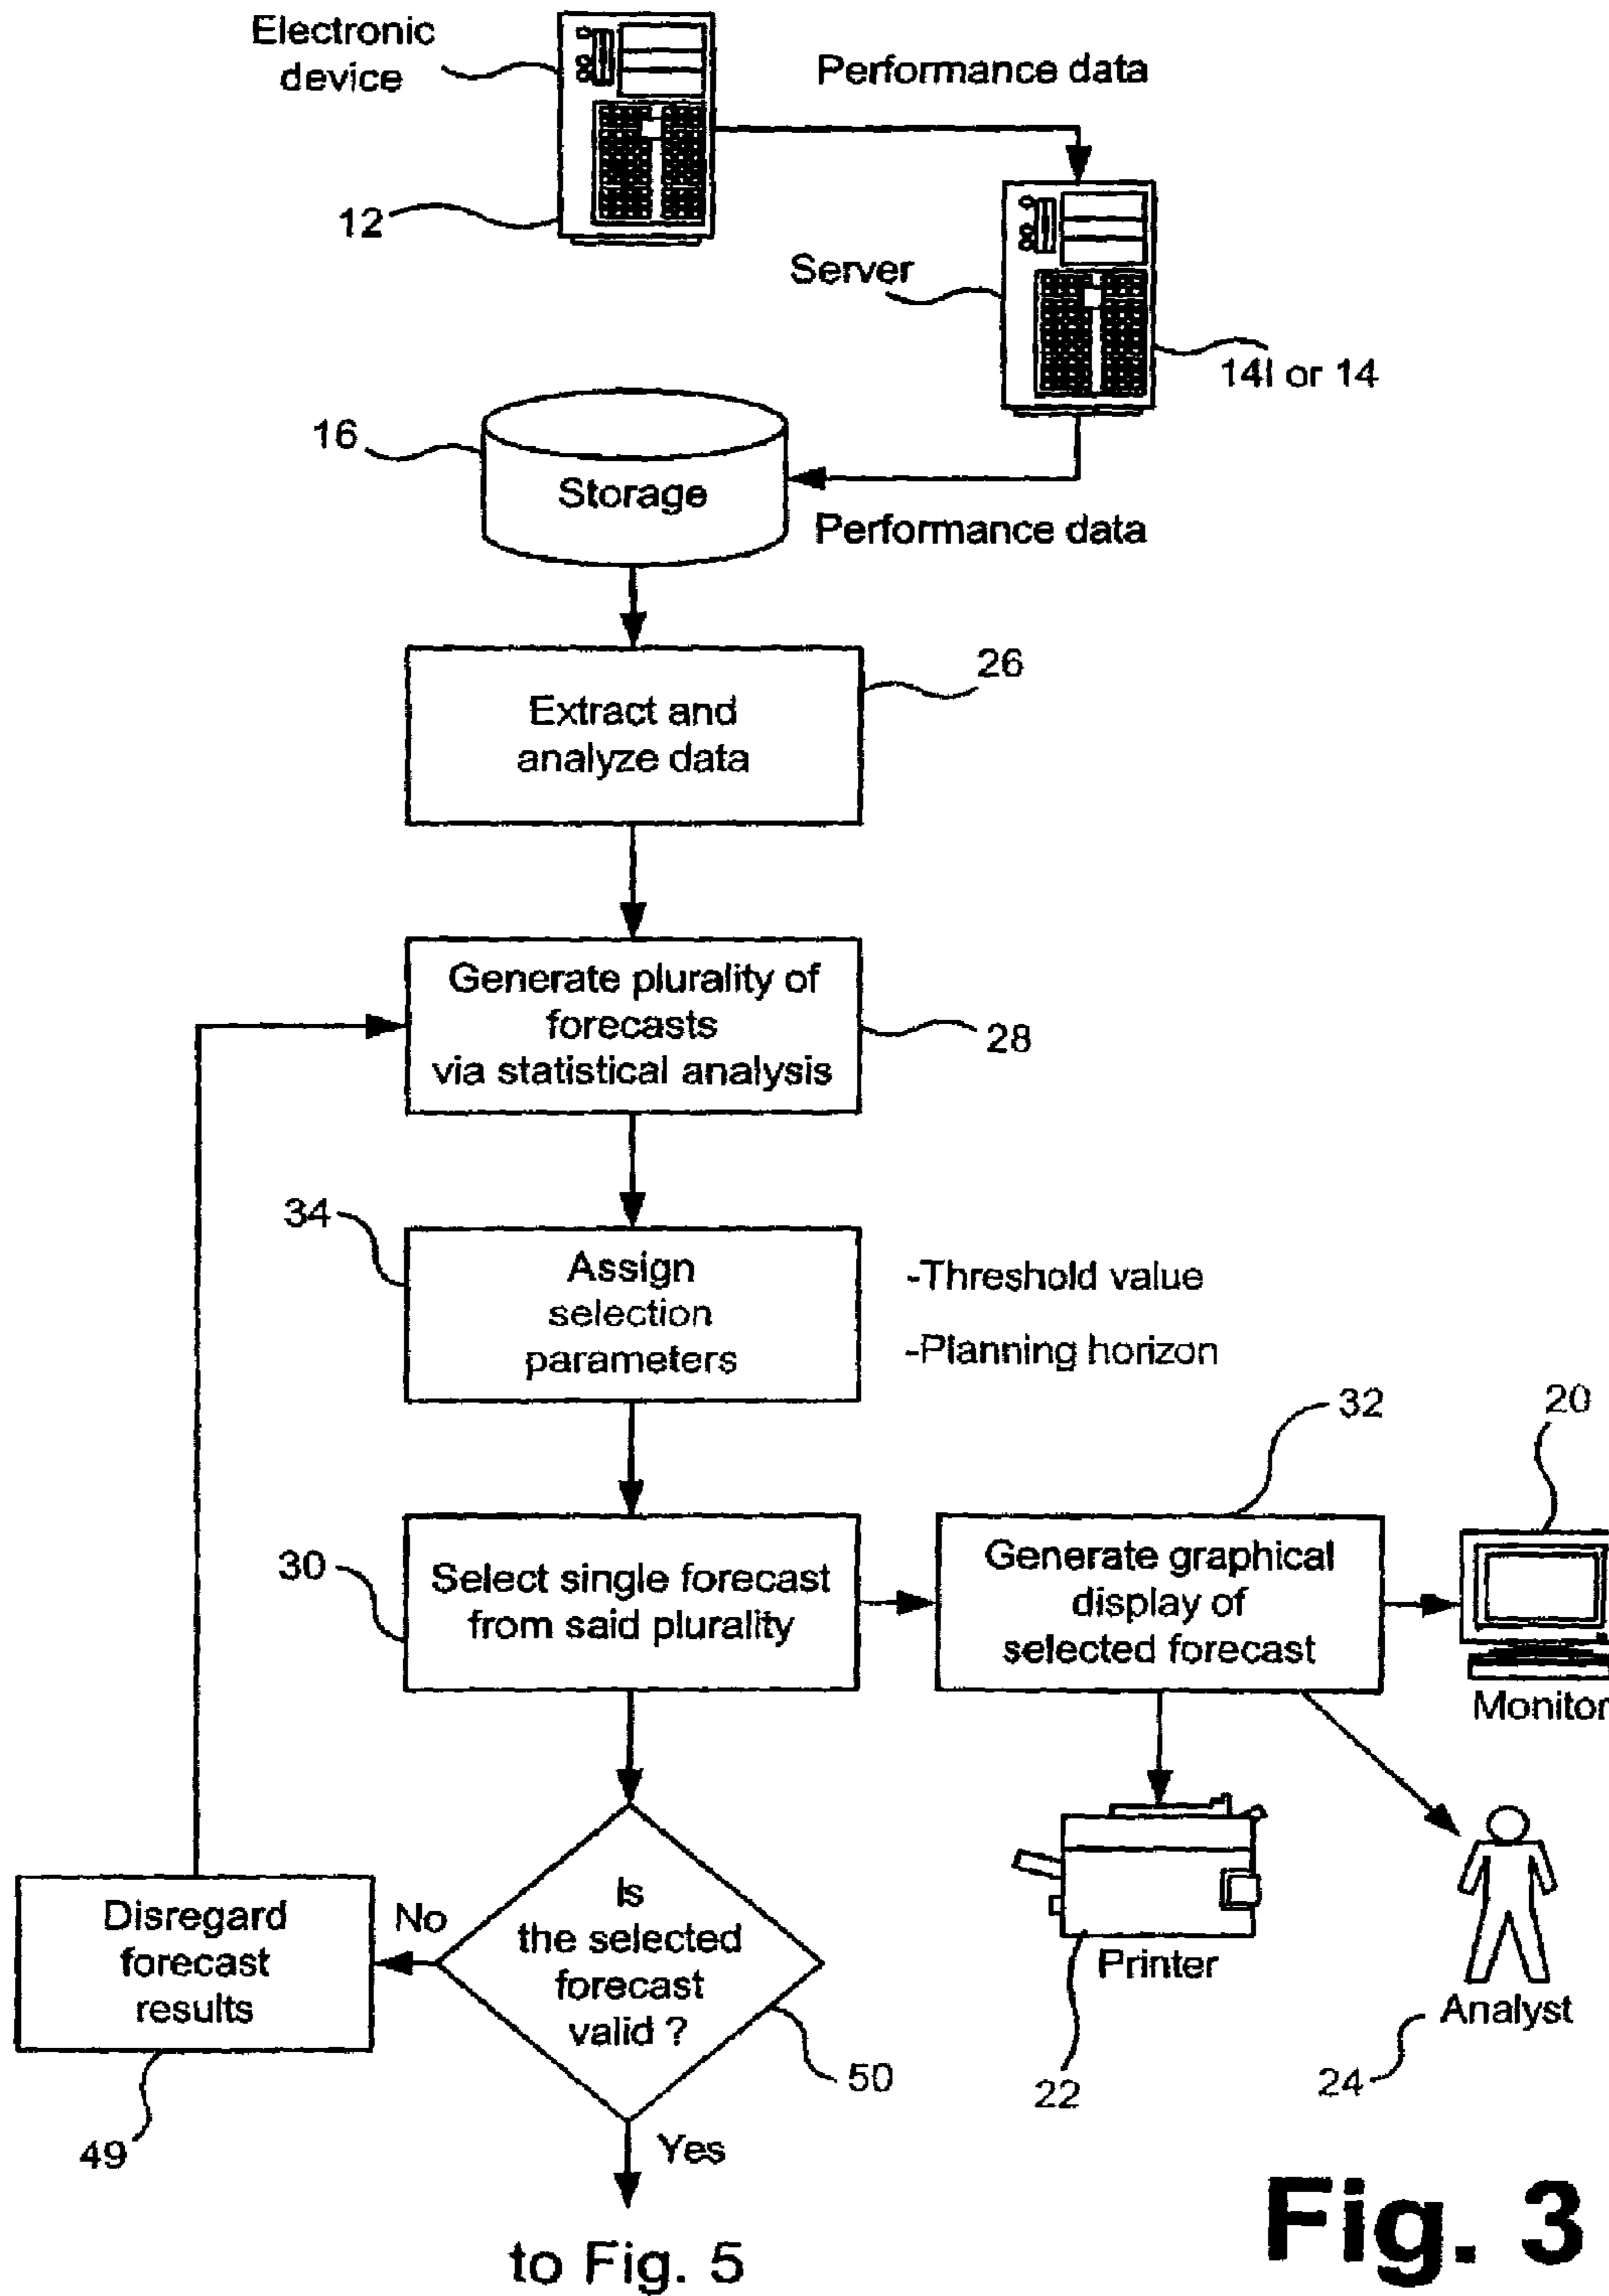 Electronic
device
Performance data
12
Server
14I or 14
16
Storage
Performance data
26
Extract and
analyze data
Generate plurality of
forecasts
via statistical analysis
28
34
Assign
selection
parameters
-Threshold value
-Planning horizon
32
20
30
Select single forecast
from said plurality
Generate graphical
display of
selected forecast
Monitor
Is
the selected
forecast
valid ?
No
Disregard
forecast
results
Printer
Analyst
50
22
24
49
Yes
to Fig. 5
Fig. 3